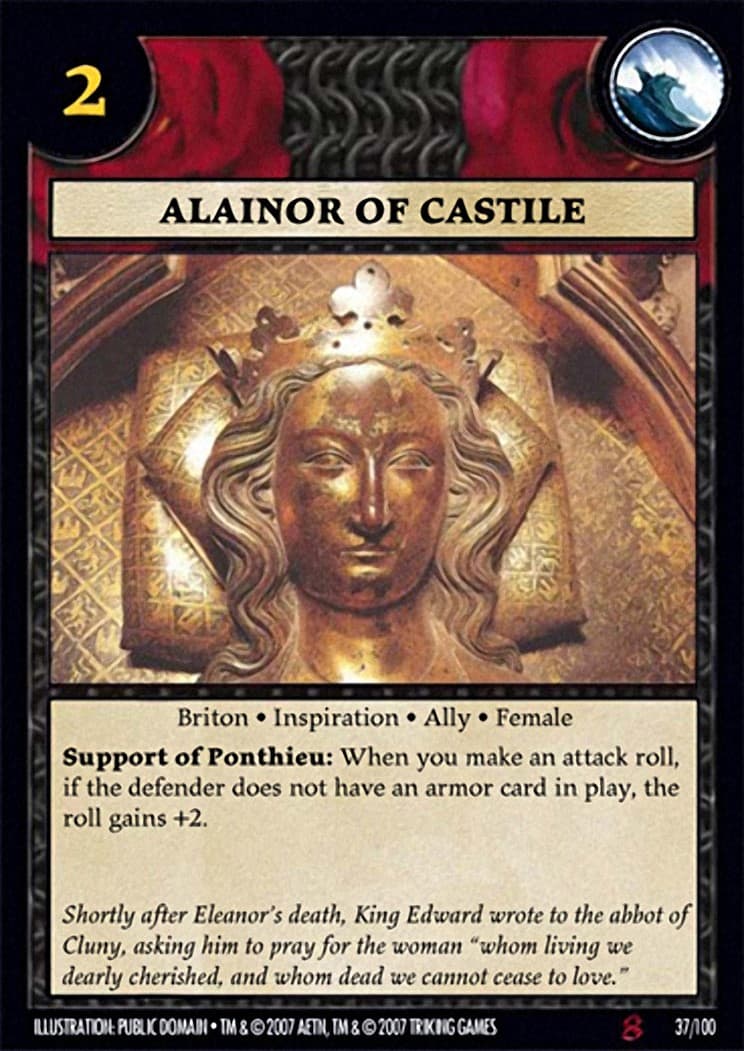 2
ALAINOR OF CASTILE
Briton • Inspiration • Ally • Female
Support of Ponthieu: When you make an attack roll,
if the defender does not have an armor card in play, the
roll gains +2.
Shortly after Eleanor's death, King Edward wrote to the abbot of
Cluny, asking him to pray for the woman “whom living we
dearly cherished, and whom dead we cannot cease to love.”
ILLUSTRATION: PUBLIC DOMAIN • TM & © 2007 AETN, TM & © 2007 TRIKING GAMES 8 37/100